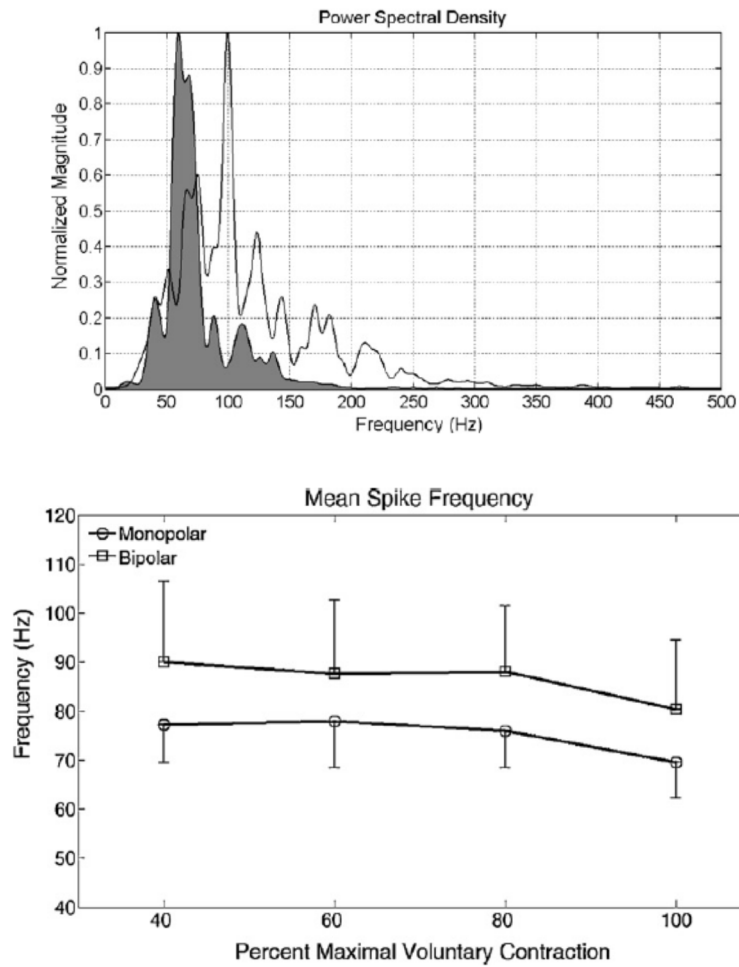 Power Spectral Density
1
0.9
0.8
0.7
0.6
0.5
0.4
0.3
0.2
0.1
0
Normalized Magnitude
0 50 100 150 200 250 300 350 400 450 500
Frequency (Hz)
Mean Spike Frequency
120
110
100
90
80
70
60
50
40
Frequency (Hz)
Monopolar
Bipolar
40 60 80 100
Percent Maximal Voluntary Contraction